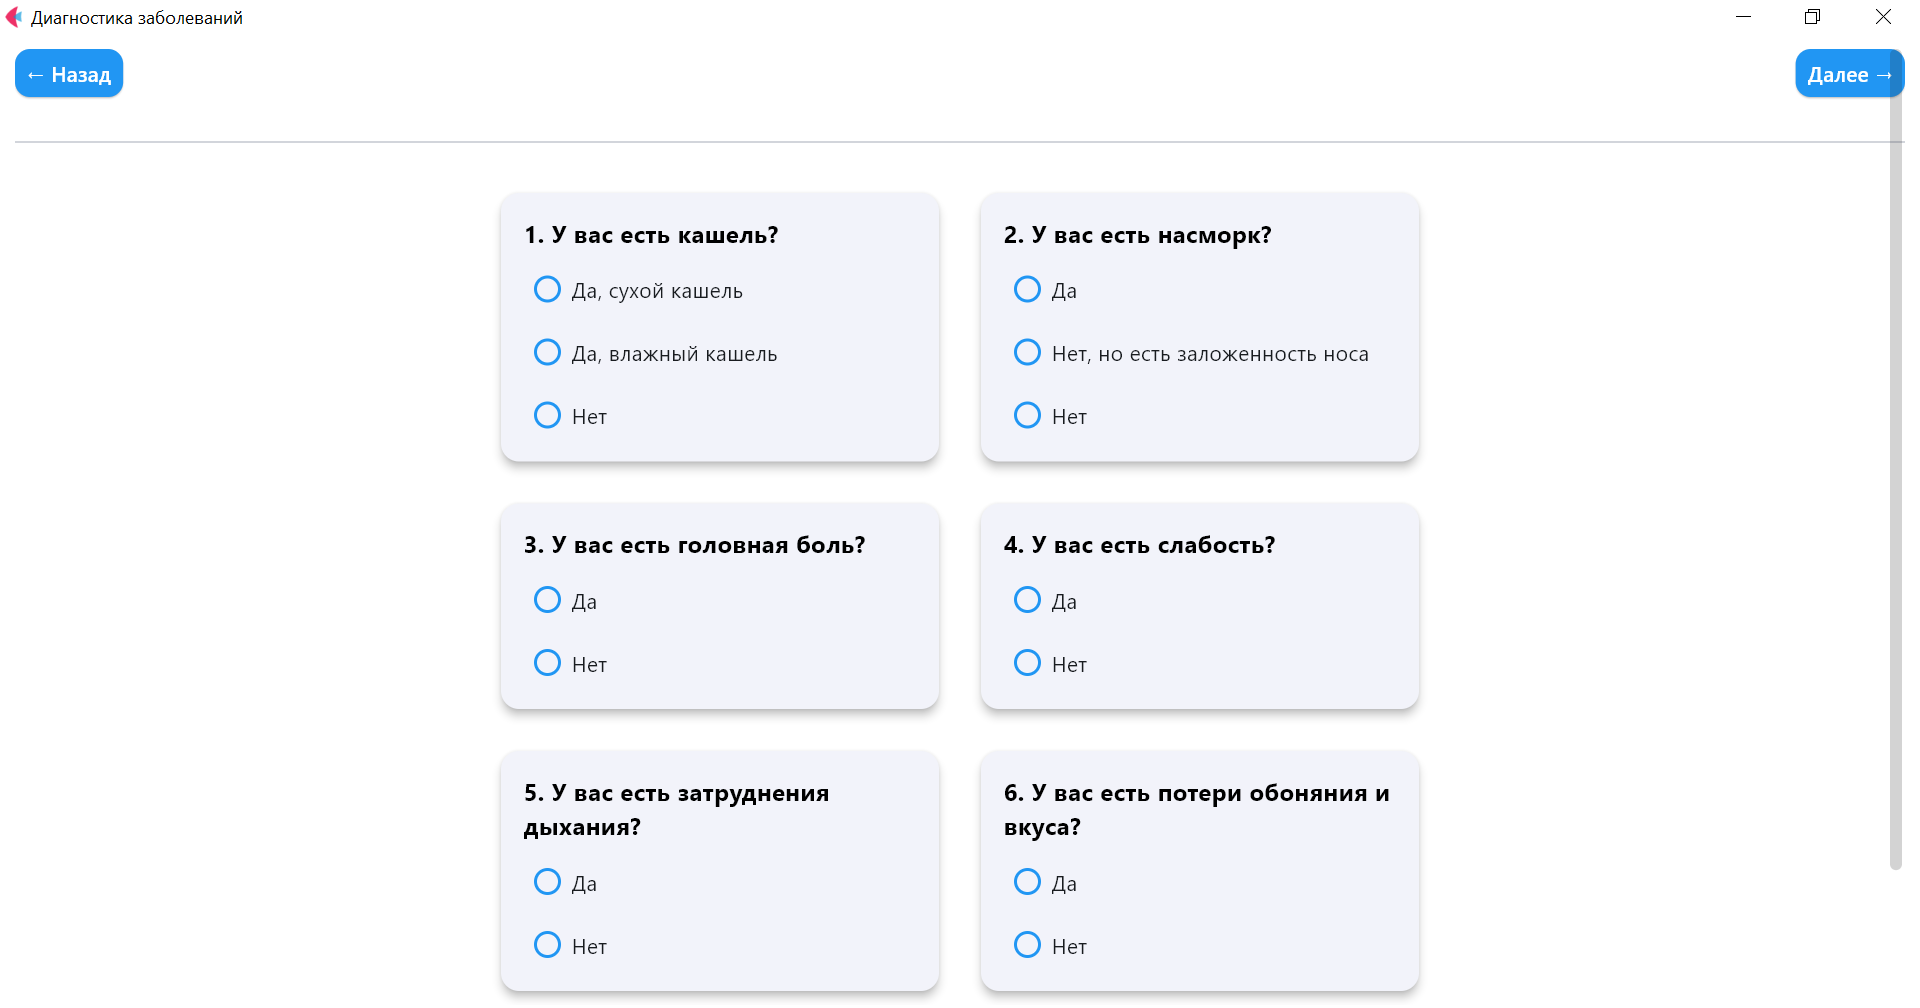 Диагностика заболеваний
← Назад
Далее →
1. У вас есть кашель?
Да, сухой кашель
Да, влажный кашель
Нет
2. У вас есть насморк?
Да
Нет, но есть заложенность носа
Нет
3. У вас есть головная боль?
Да
Нет
4. У вас есть слабость?
Да
Нет
5. У вас есть затруднения
дыхания?
Да
Нет
6. У вас есть потери обоняния и
вкуса?
Да
Нет